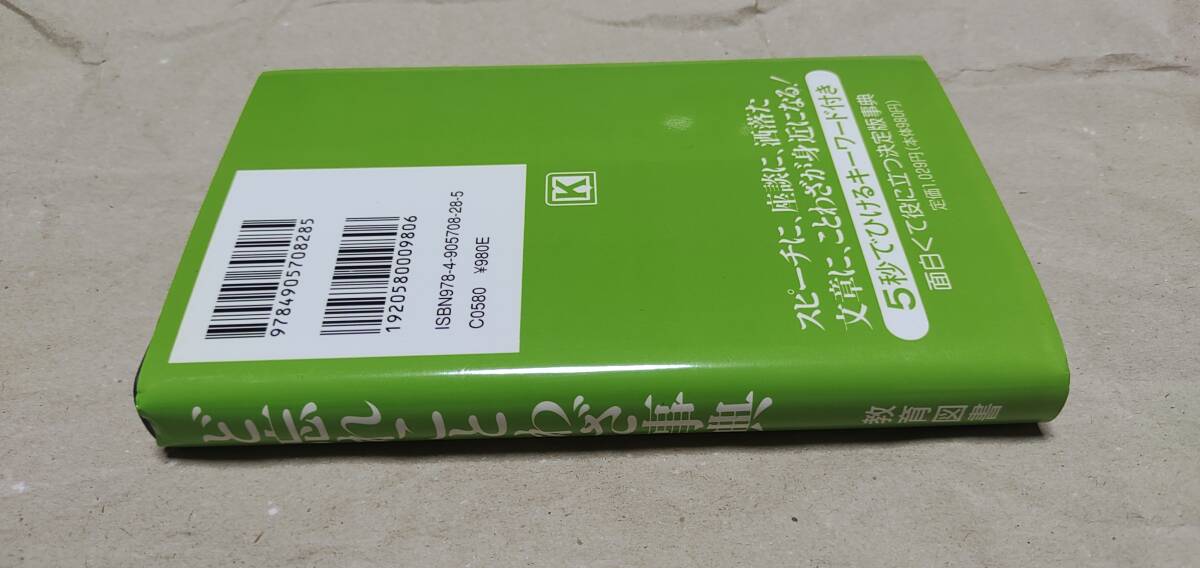 スピーチに、座談に、洒落た
文章に、ことわざが身近になる!
5秒でひけるキーワード付き
面白くて役に立つ決定版事典
定価1,029円(本体980円)
K
9784905708285
1920580009806
ISBN978-4-905708-28-5
C0580 ¥980E
ど忘れことわざ事典
教育図書